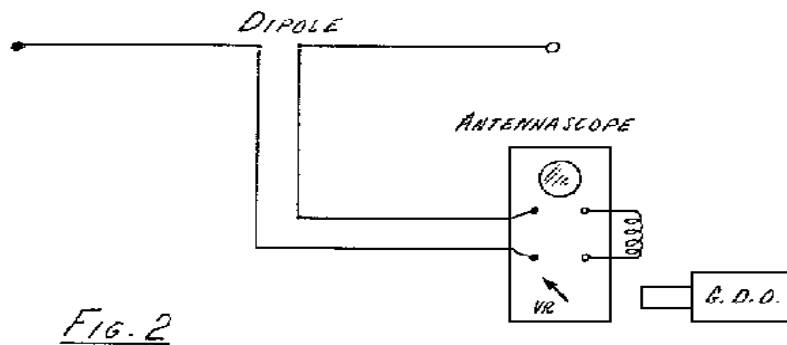 DIPOLE
ANTENNASCOPE
VR
G.D.O.
FIG. 2